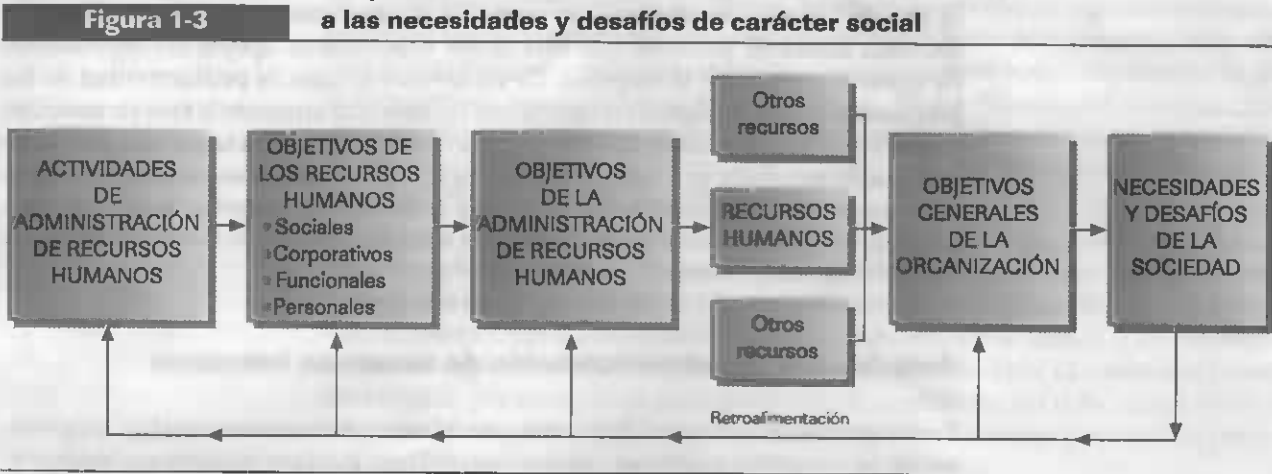 Figura 1-3
a las necesidades y desafíos de carácter social
ACTIVIDADES
DE
ADMINISTRACIÓN
DE RECURSOS
HUMANOS
OBJETIVOS DE
LOS RECURSOS
HUMANOS
Sociales
Corporativos
Funcionales
Personales
OBJETIVOS
DE LA
ADMINISTRACIÓN
DE RECURSOS
HUMANOS
Otros
recursos
RECURSOS
HUMANOS
Otros
recursos
OBJETIVOS
GENERALES
DE LA
ORGANIZACIÓN
NECESIDADES
Y DESAFÍOS
DE LA
SOCIEDAD
Retroalimentación